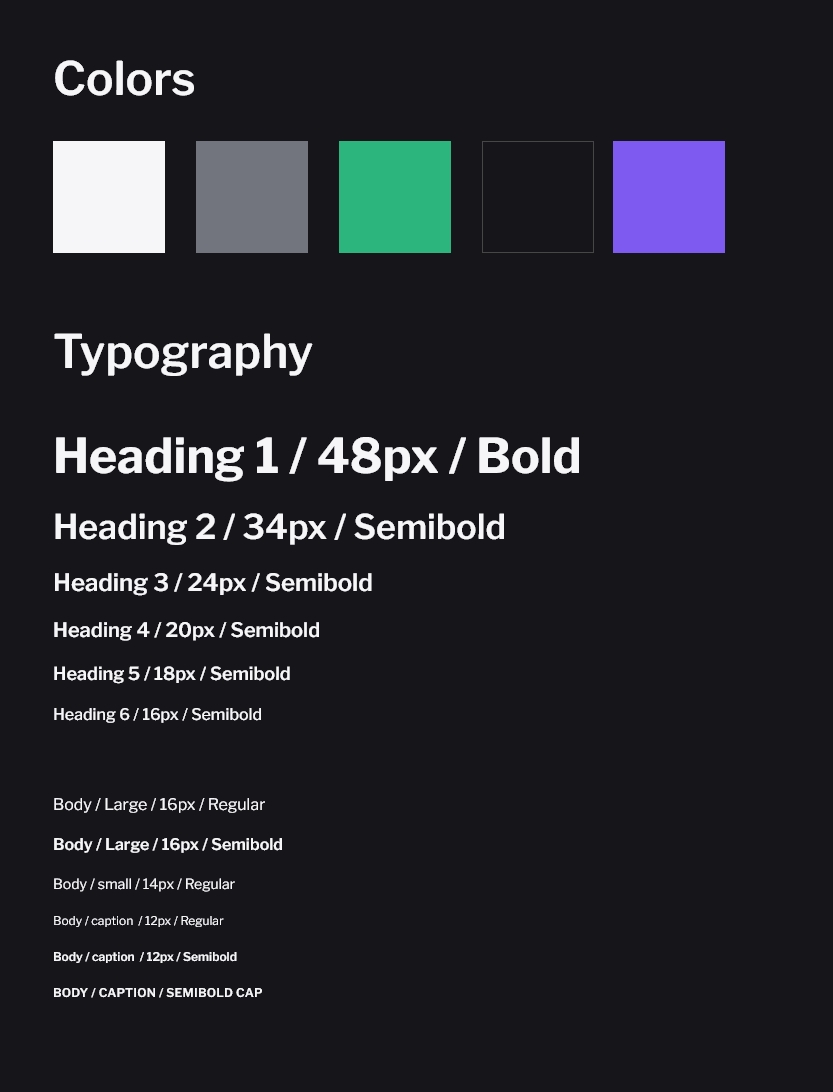 Colors
Typography
Heading 1 / 48px / Bold
Heading 2 / 34px / Semibold
Heading 3 / 24px / Semibold
Heading 4 / 20px / Semibold
Heading 5 / 18px / Semibold
Heading 6 / 16px / Semibold
Body / Large / 16px / Regular
Body / Large / 16px / Semibold
Body / small / 14px / Regular
Body / caption / 12px / Regular
Body / caption / 12px / Semibold
BODY / CAPTION / SEMIBOLD CAP